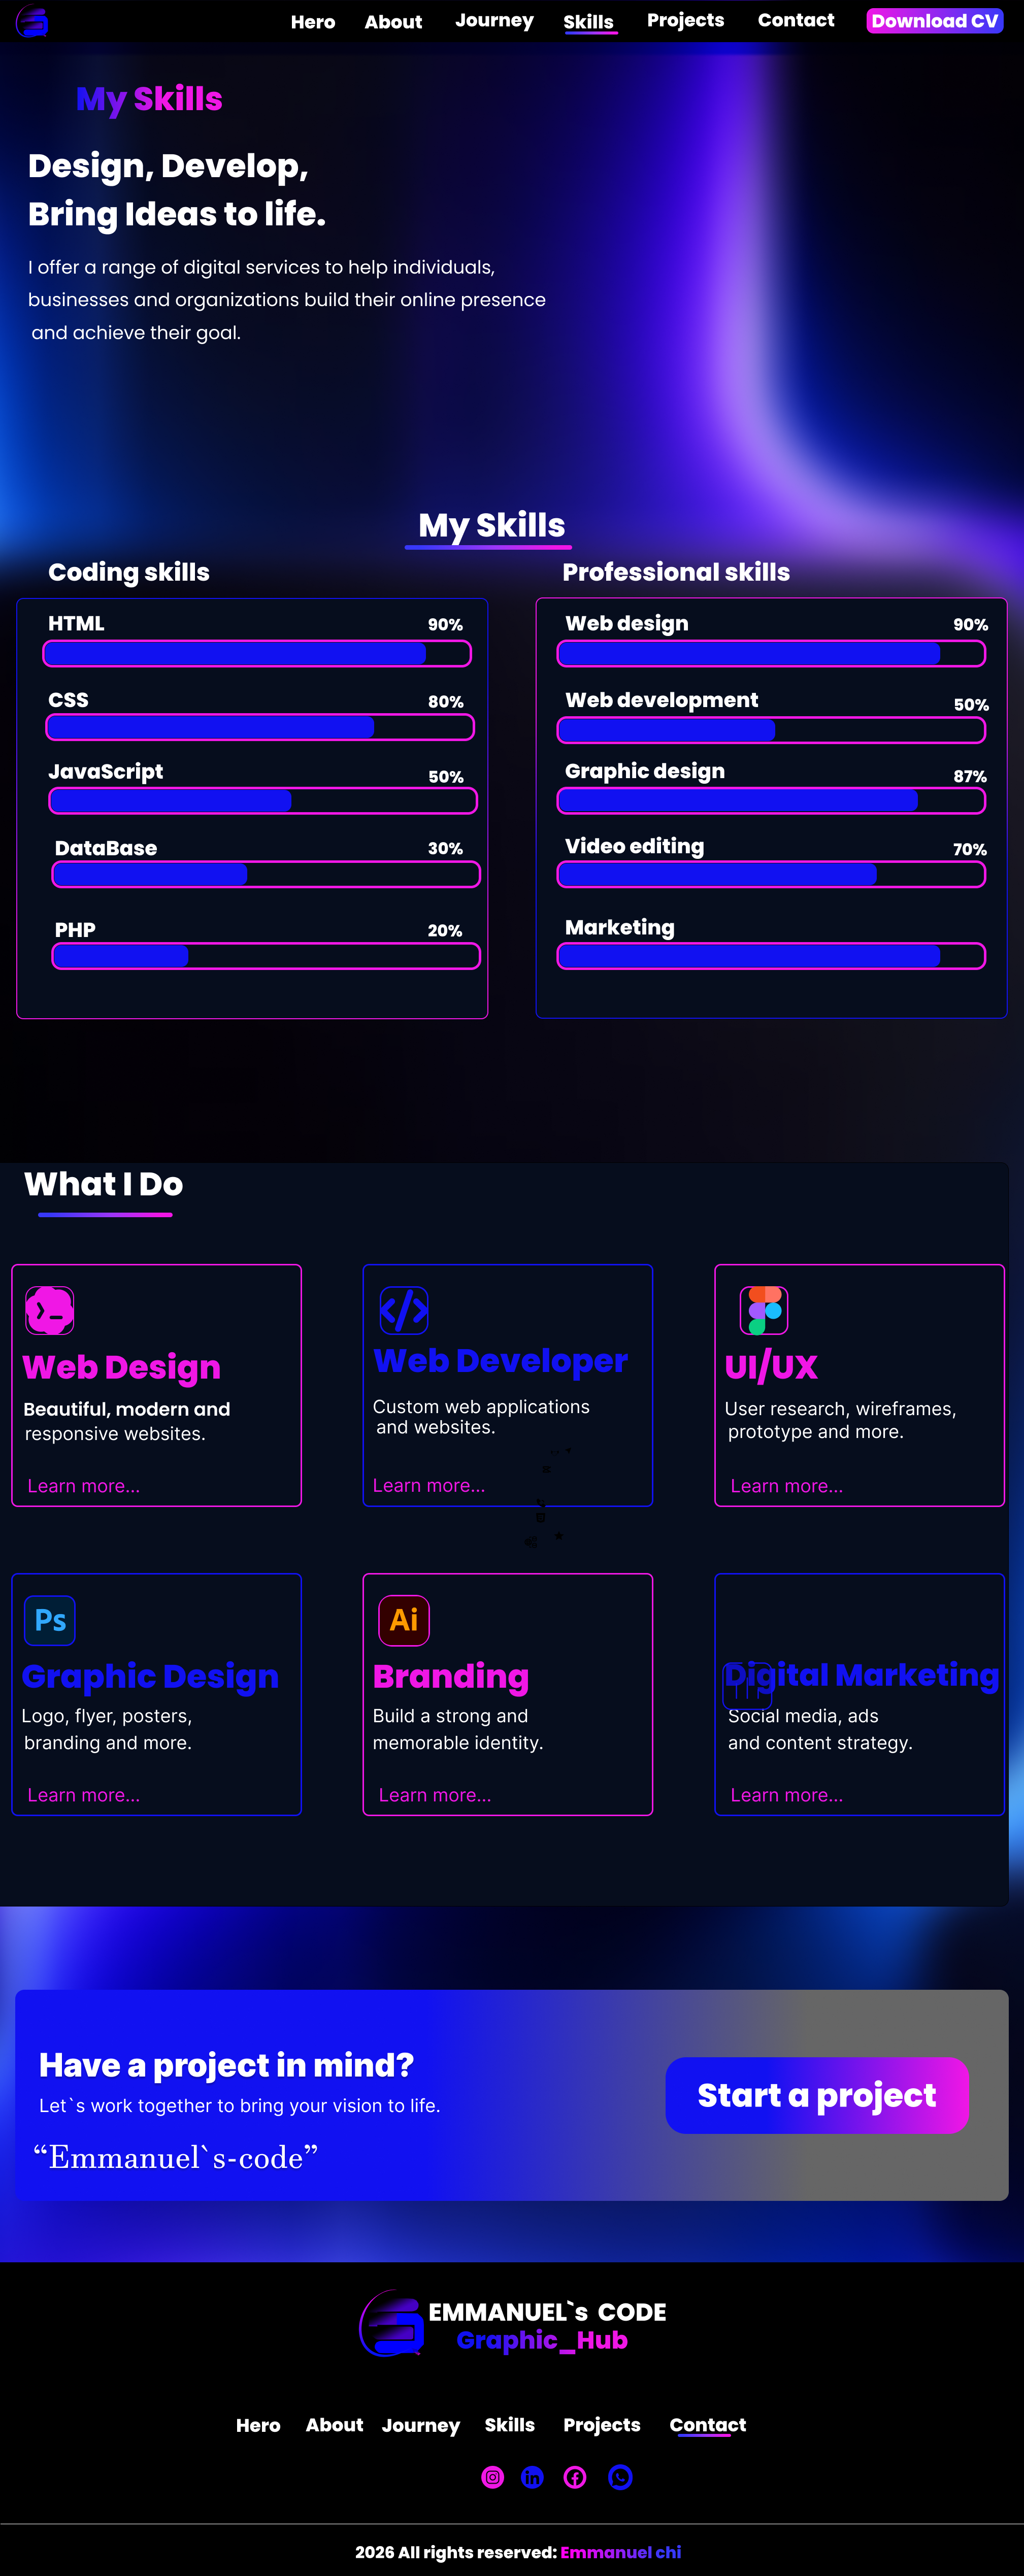 Hero About Journey Skills Projects Contact Download CV
My Skills
Design, Develop,
Bring Ideas to life.
I offer a range of digital services to help individuals,
businesses and organizations build their online presence
and achieve their goal.
My Skills
Coding skills
HTML 90%
CSS 80%
JavaScript 50%
DataBase 30%
PHP 20%
Professional skills
Web design 90%
Web development 50%
Graphic design 87%
Video editing 70%
Marketing
What I Do
Web Design
Beautiful, modern and
responsive websites.
Learn more...
Web Developer
Custom web applications
and websites.
Learn more...
UI/UX
User research, wireframes,
prototype and more.
Learn more...
Ps
Graphic Design
Logo, flyer, posters,
branding and more.
Learn more...
Ai
Branding
Build a strong and
memorable identity.
Learn more...
Digital Marketing
Social media, ads
and content strategy.
Learn more...
Have a project in mind?
Let`s work together to bring your vision to life.
“Emmanuel`s-code”
Start a project
EMMANUEL`s CODE
Graphic_Hub
Hero About Journey Skills Projects Contact
2026 All rights reserved: Emmanuel chi